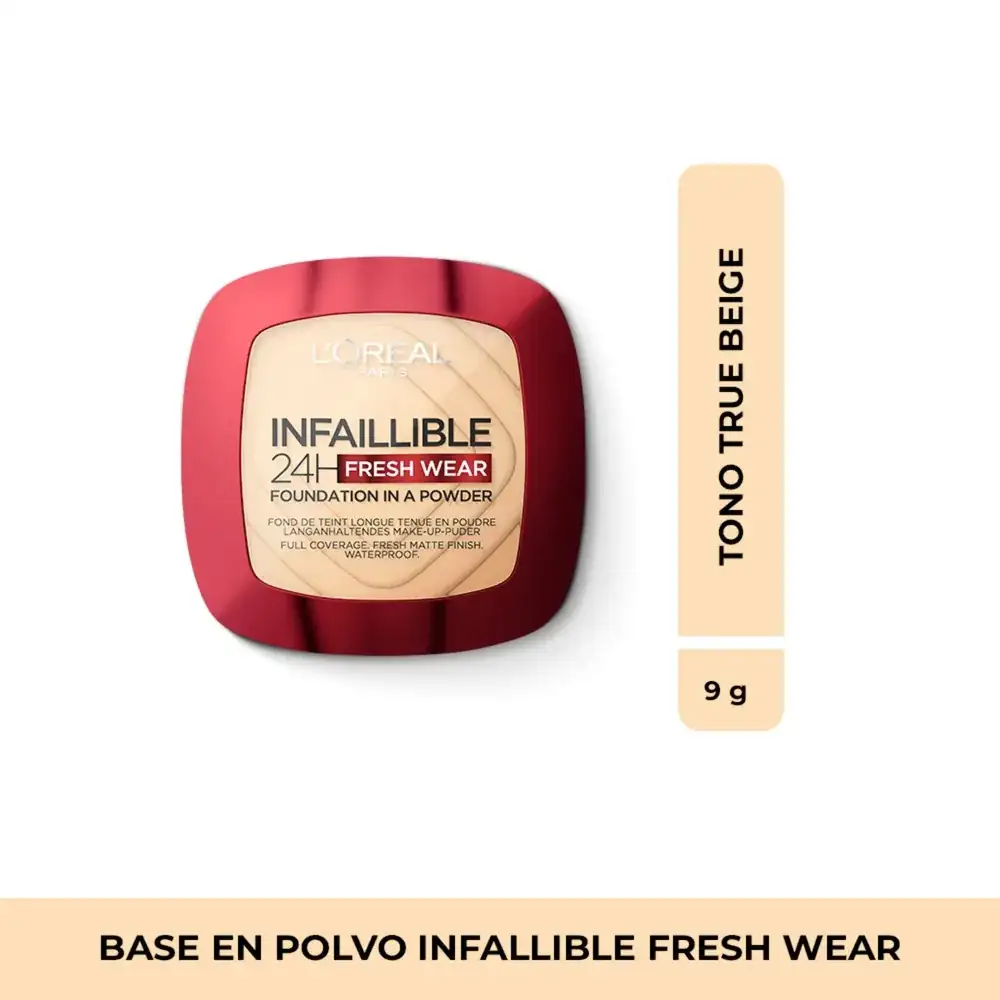 L'ORÉAL
PARIS
INFAILLIBLE
24H FRESH WEAR
FOUNDATION IN A POWDER
FOND DE TEINT LONGUE TENUE EN POUDRE
LANGANHALTENDES MAKE-UP-PUDER
FULL COVERAGE. FRESH MATTE FINISH.
WATERPROOF.
TONO TRUE BEIGE
9 g
BASE EN POLVO INFALLIBLE FRESH WEAR